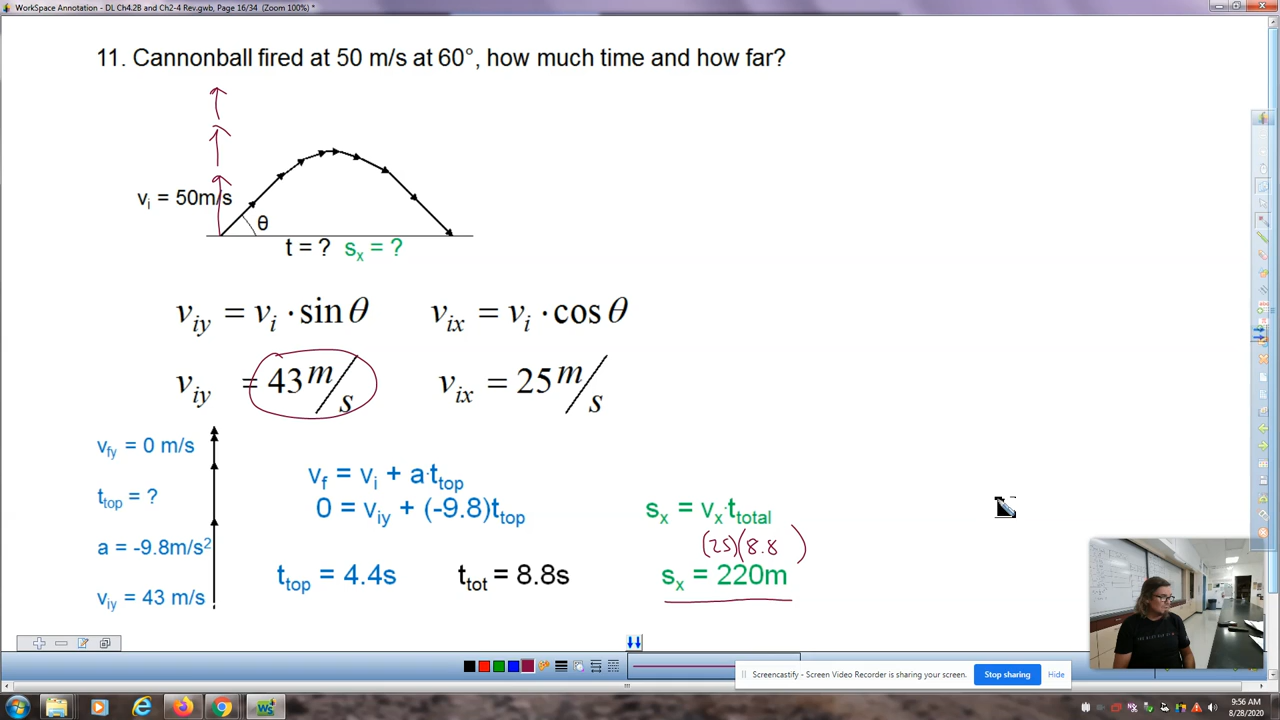 WorkSpace Annotation - DL Ch4.2B and Ch2-4 Rev.gwb, Page 16/34 (Zoom 100%) *
11. Cannonball fired at 50 m/s at 60°, how much time and how far?
vi = 50m/s
θ
t = ? sx = ?
viy = vi · sin θ vix = vi · cos θ
viy = 43 m/s vix = 25 m/s
vfy = 0 m/s
ttop = ?
a = -9.8m/s²
viy = 43 m/s
vf = vi + a·ttop
0 = viy + (-9.8)ttop
ttop = 4.4s ttot = 8.8s
sx = vx·ttotal
(25)(8.8 )
sx = 220m
Screencastify - Screen Video Recorder is sharing your screen. Stop sharing Hide
9:56 AM
8/28/2020